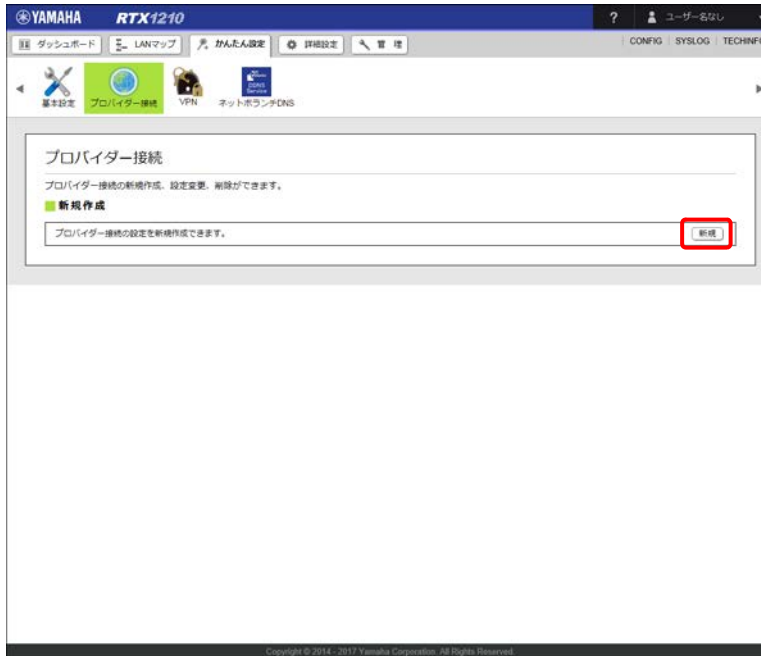 YAMAHA RTX1210 ? ユーザー名なし
ダッシュボード LANマップ かんたん設定 詳細設定 管理 CONFIG SYSLOG TECHINF
基本設定 プロバイダー接続 VPN DDNS Service ネットボランチDNS
プロバイダー接続
プロバイダー接続の新規作成、設定変更、削除ができます。
新規作成
プロバイダー接続の設定を新規作成できます。 新規
Copyright © 2014 - 2017 Yamaha Corporation. All Rights Reserved.